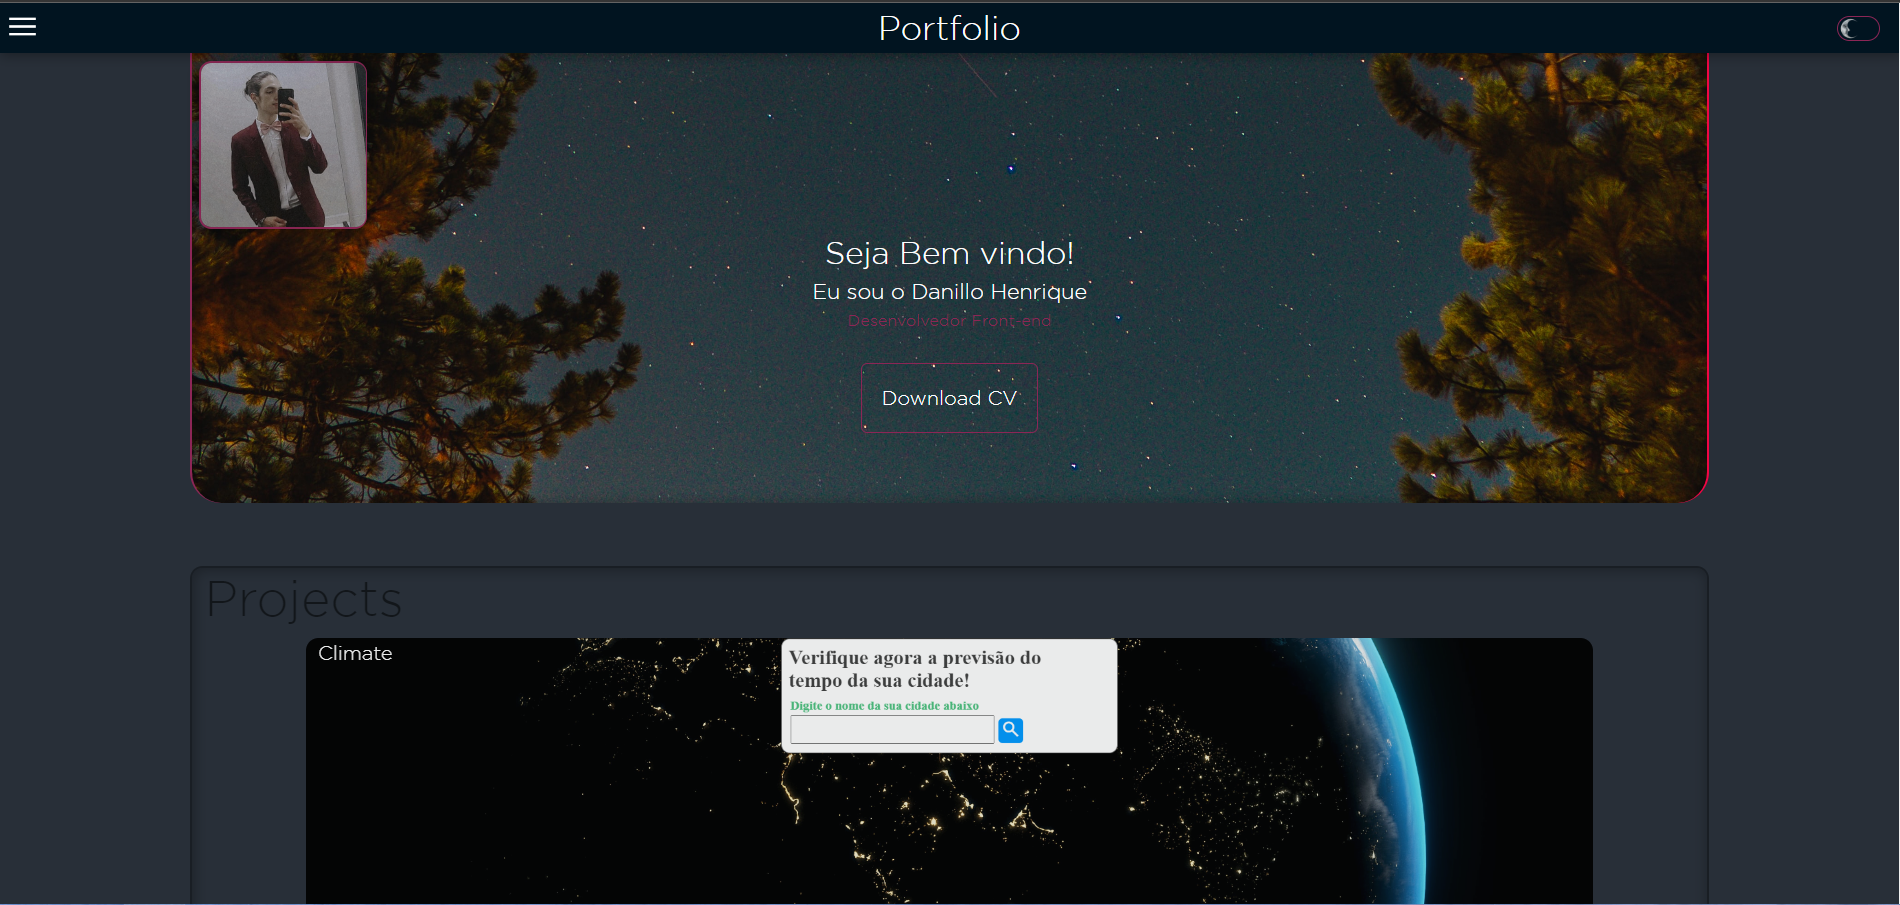 Portfolio
Seja Bem vindo!
Eu sou o Danillo Henrique
Desenvolvedor Front-end
Download CV
Projects
Climate
Verifique agora a previsão do
tempo da sua cidade!
Digite o nome da sua cidade abaixo